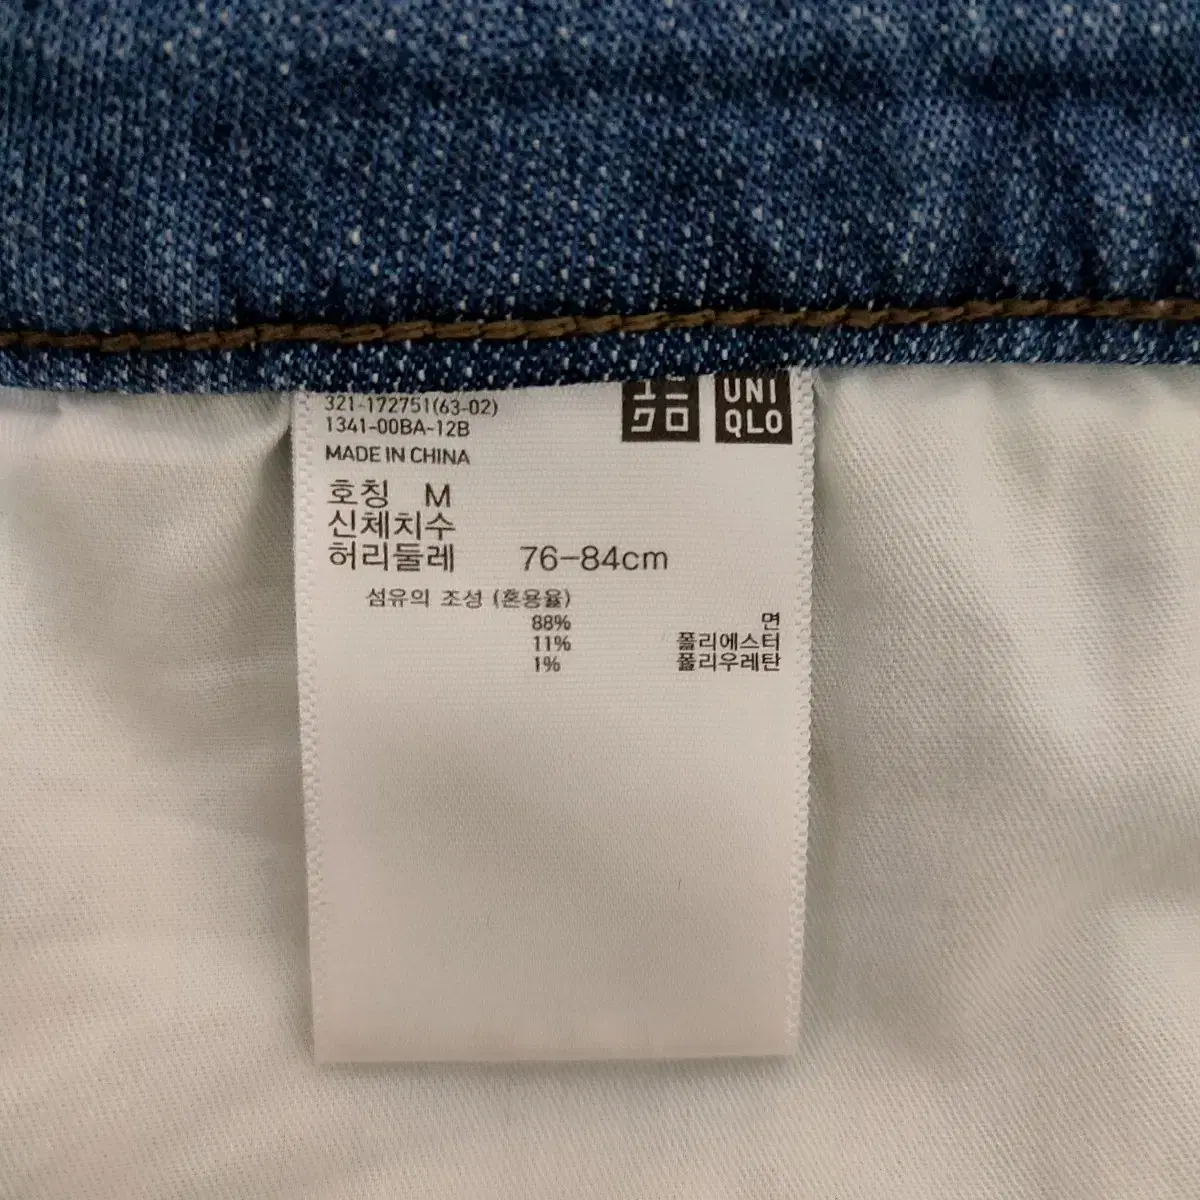 321-172751(63-02)
1341-00BA-12B
MADE IN CHINA
ユニ
クロ
UNI
QLO
호칭 M
신체치수
허리둘레 76-84cm
섬유의 조성 (혼용율)
88% 면
11% 폴리에스터
1% 폴리우레탄